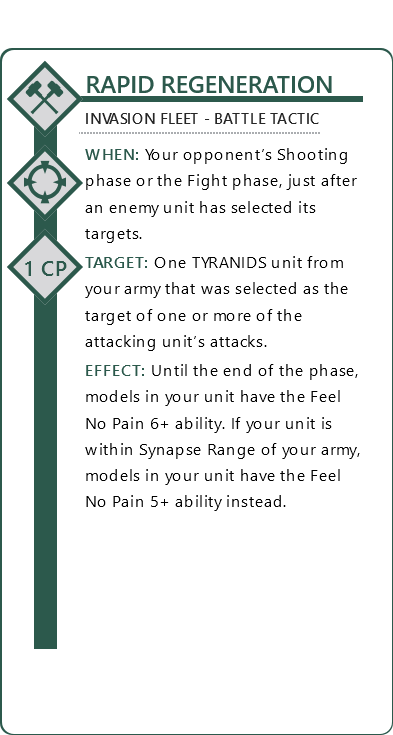 RAPID REGENERATION
INVASION FLEET - BATTLE TACTIC
WHEN: Your opponent's Shooting
phase or the Fight phase, just after
an enemy unit has selected its
targets.
1 CP
TARGET: One TYRANIDS unit from
your army that was selected as the
target of one or more of the
attacking unit's attacks.
EFFECT: Until the end of the phase,
models in your unit have the Feel
No Pain 6+ ability. If your unit is
within Synapse Range of your army,
models in your unit have the Feel
No Pain 5+ ability instead.